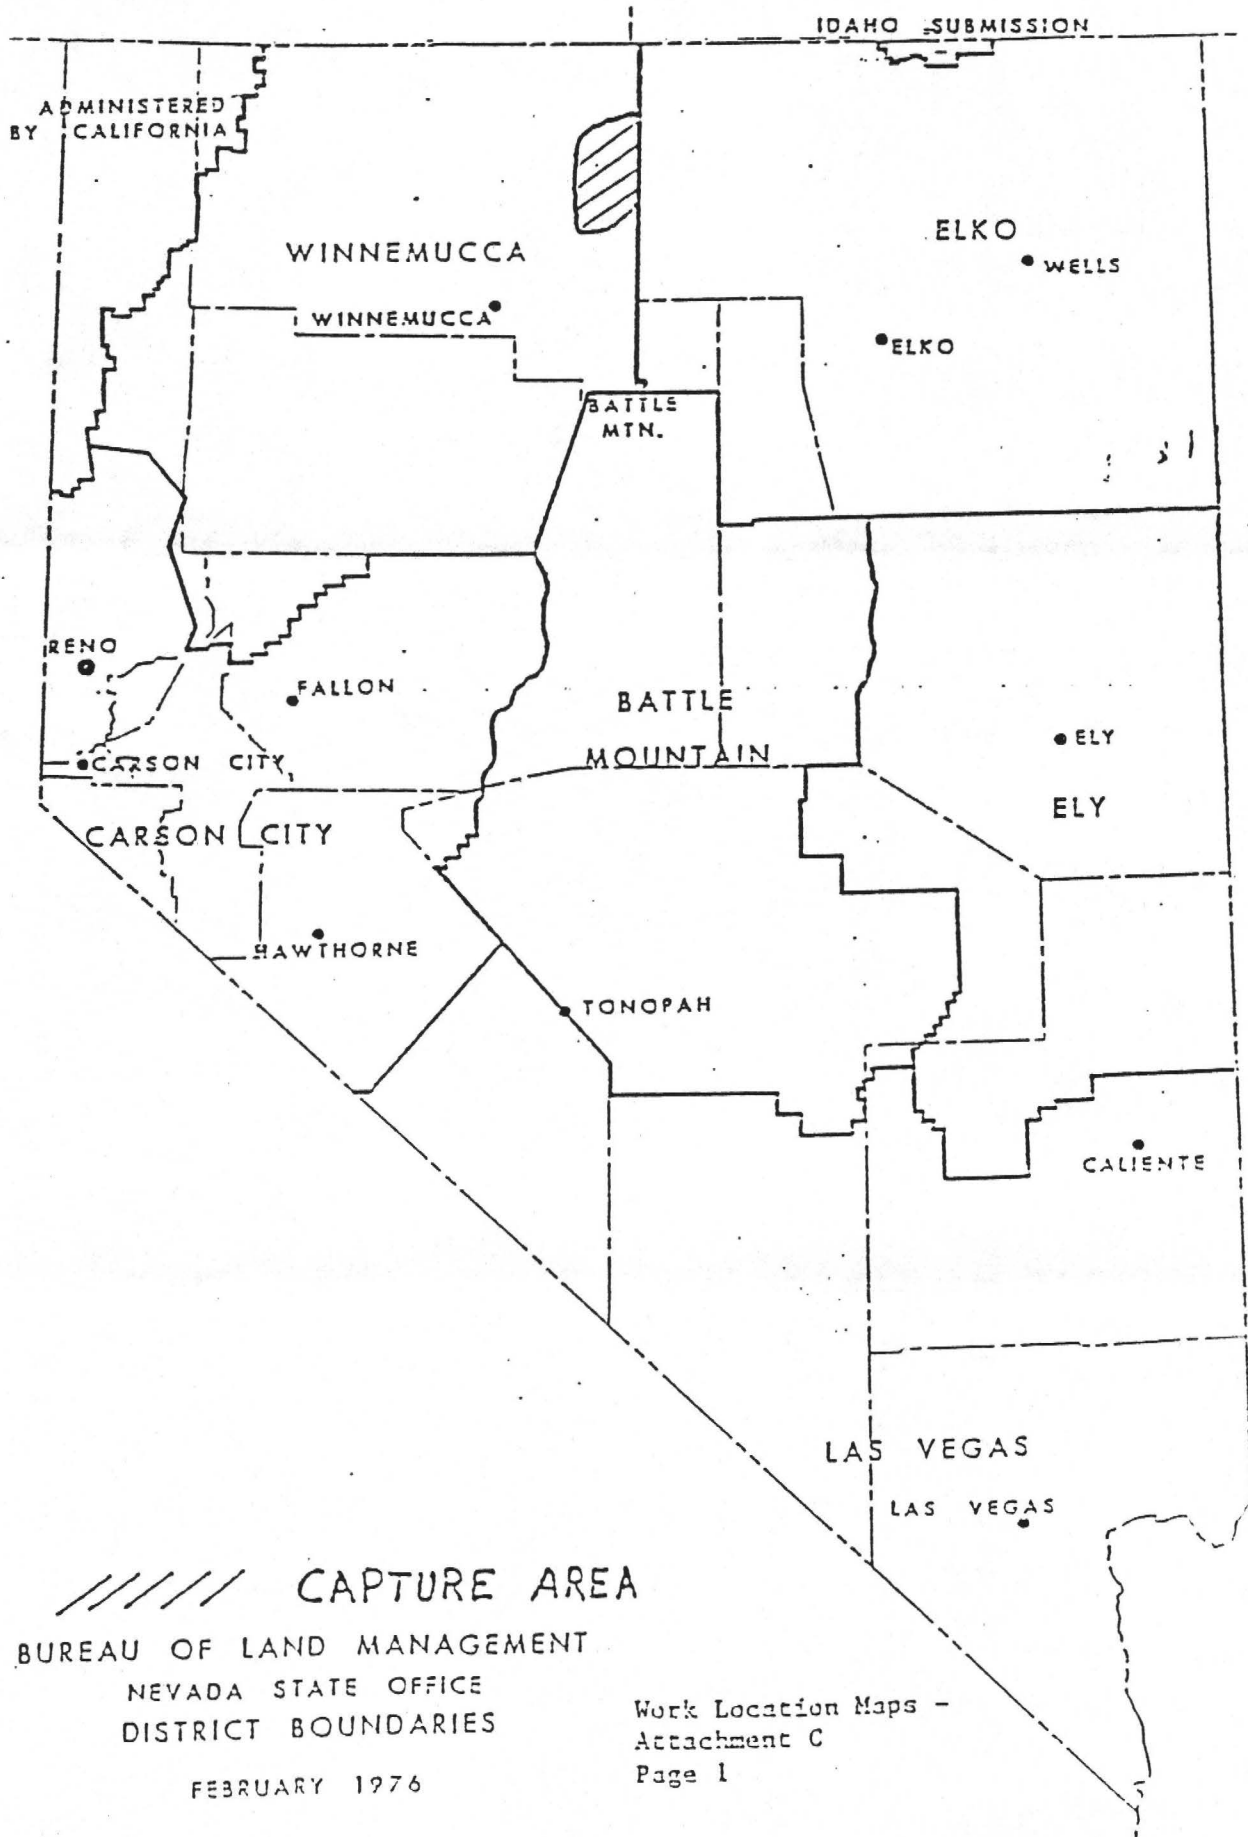 IDAHO SUBMISSION
ADMINISTERED
BY CALIFORNIA
WINNEMUCCA
ELKO
WELLS
WINNEMUCCA
ELKO
BATTLE
MTN.
RENO
FALLON
BATTLE
MOUNTAIN
ELY
CARSON CITY
ELY
CARSON CITY
HAWTHORNE
TONOPAH
CALIENTE
LAS VEGAS
LAS VEGAS
CAPTURE AREA
BUREAU OF LAND MANAGEMENT
NEVADA STATE OFFICE
DISTRICT BOUNDARIES
FEBRUARY 1976
Work Location Maps -
Attachment C
Page 1